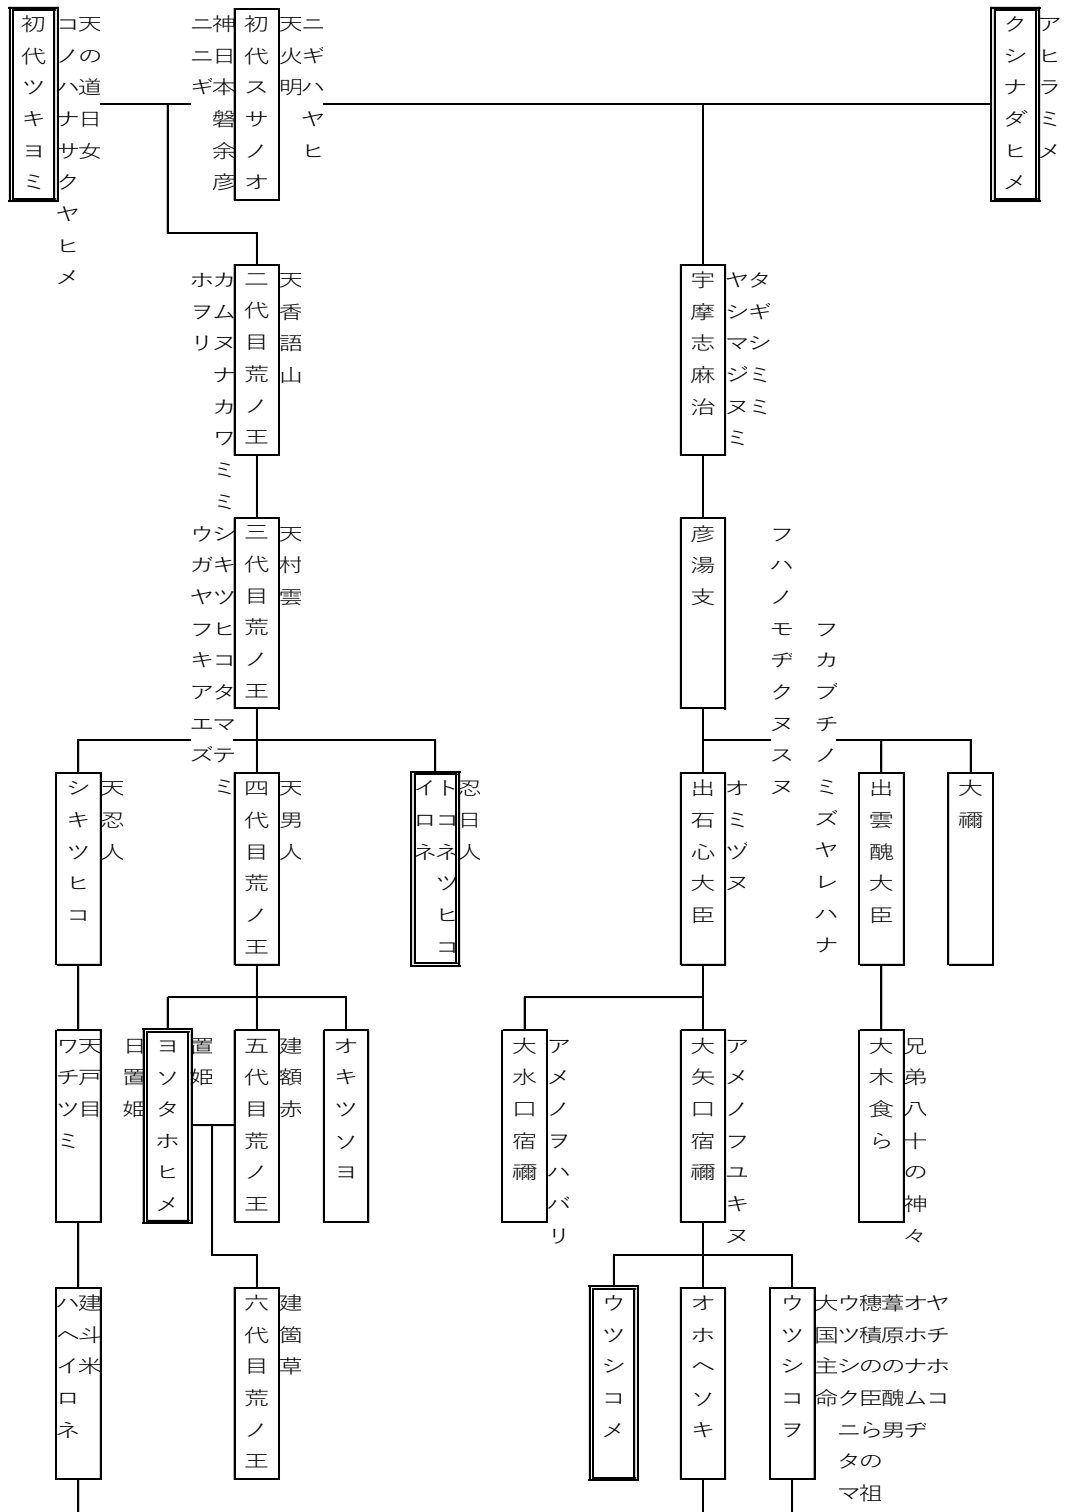 アヒラミメ
クシナダヒメ
ニギハヤヒ
天火明
初代スサノオ
神日本磐余彦
ニニギ
天の道日女
コノハナサクヤヒメ
初代ツキヨミ
タギシミミ
ヤシマジヌミ
宇摩志麻治
天香語山
二代目荒ノ王
カムヌナカワミミ
ホヲリ
フハノモヂクヌスヌ
彦湯支
天村雲
三代目荒ノ王
シキツヒコタマテミ
ウガヤフキアエズ
大禰
出雲醜大臣
フカブチノミズヤレハナ
オミヅヌ
出石心大臣
忍日人
トコネツヒコ
イロネ
天男人
四代目荒ノ王
天忍人
シキツヒコ
兄弟八十の神々
大木食ら
アメノフユキヌ
大矢口宿禰
アメノヲハバリ
大水口宿禰
オキツソヨ
建額赤
五代目荒ノ王
置姫
ヨソタホヒメ
日置姫
天戸目
ワチツミ
ヤチホコ
オホナムヂ
葦原の醜男
穂積の臣らの祖
ウツシクニタマ
大国主命
ウツシコヲ
オホヘソキ
ウツシコメ
建箇草
六代目荒ノ王
建斗米
ハヘイロネ